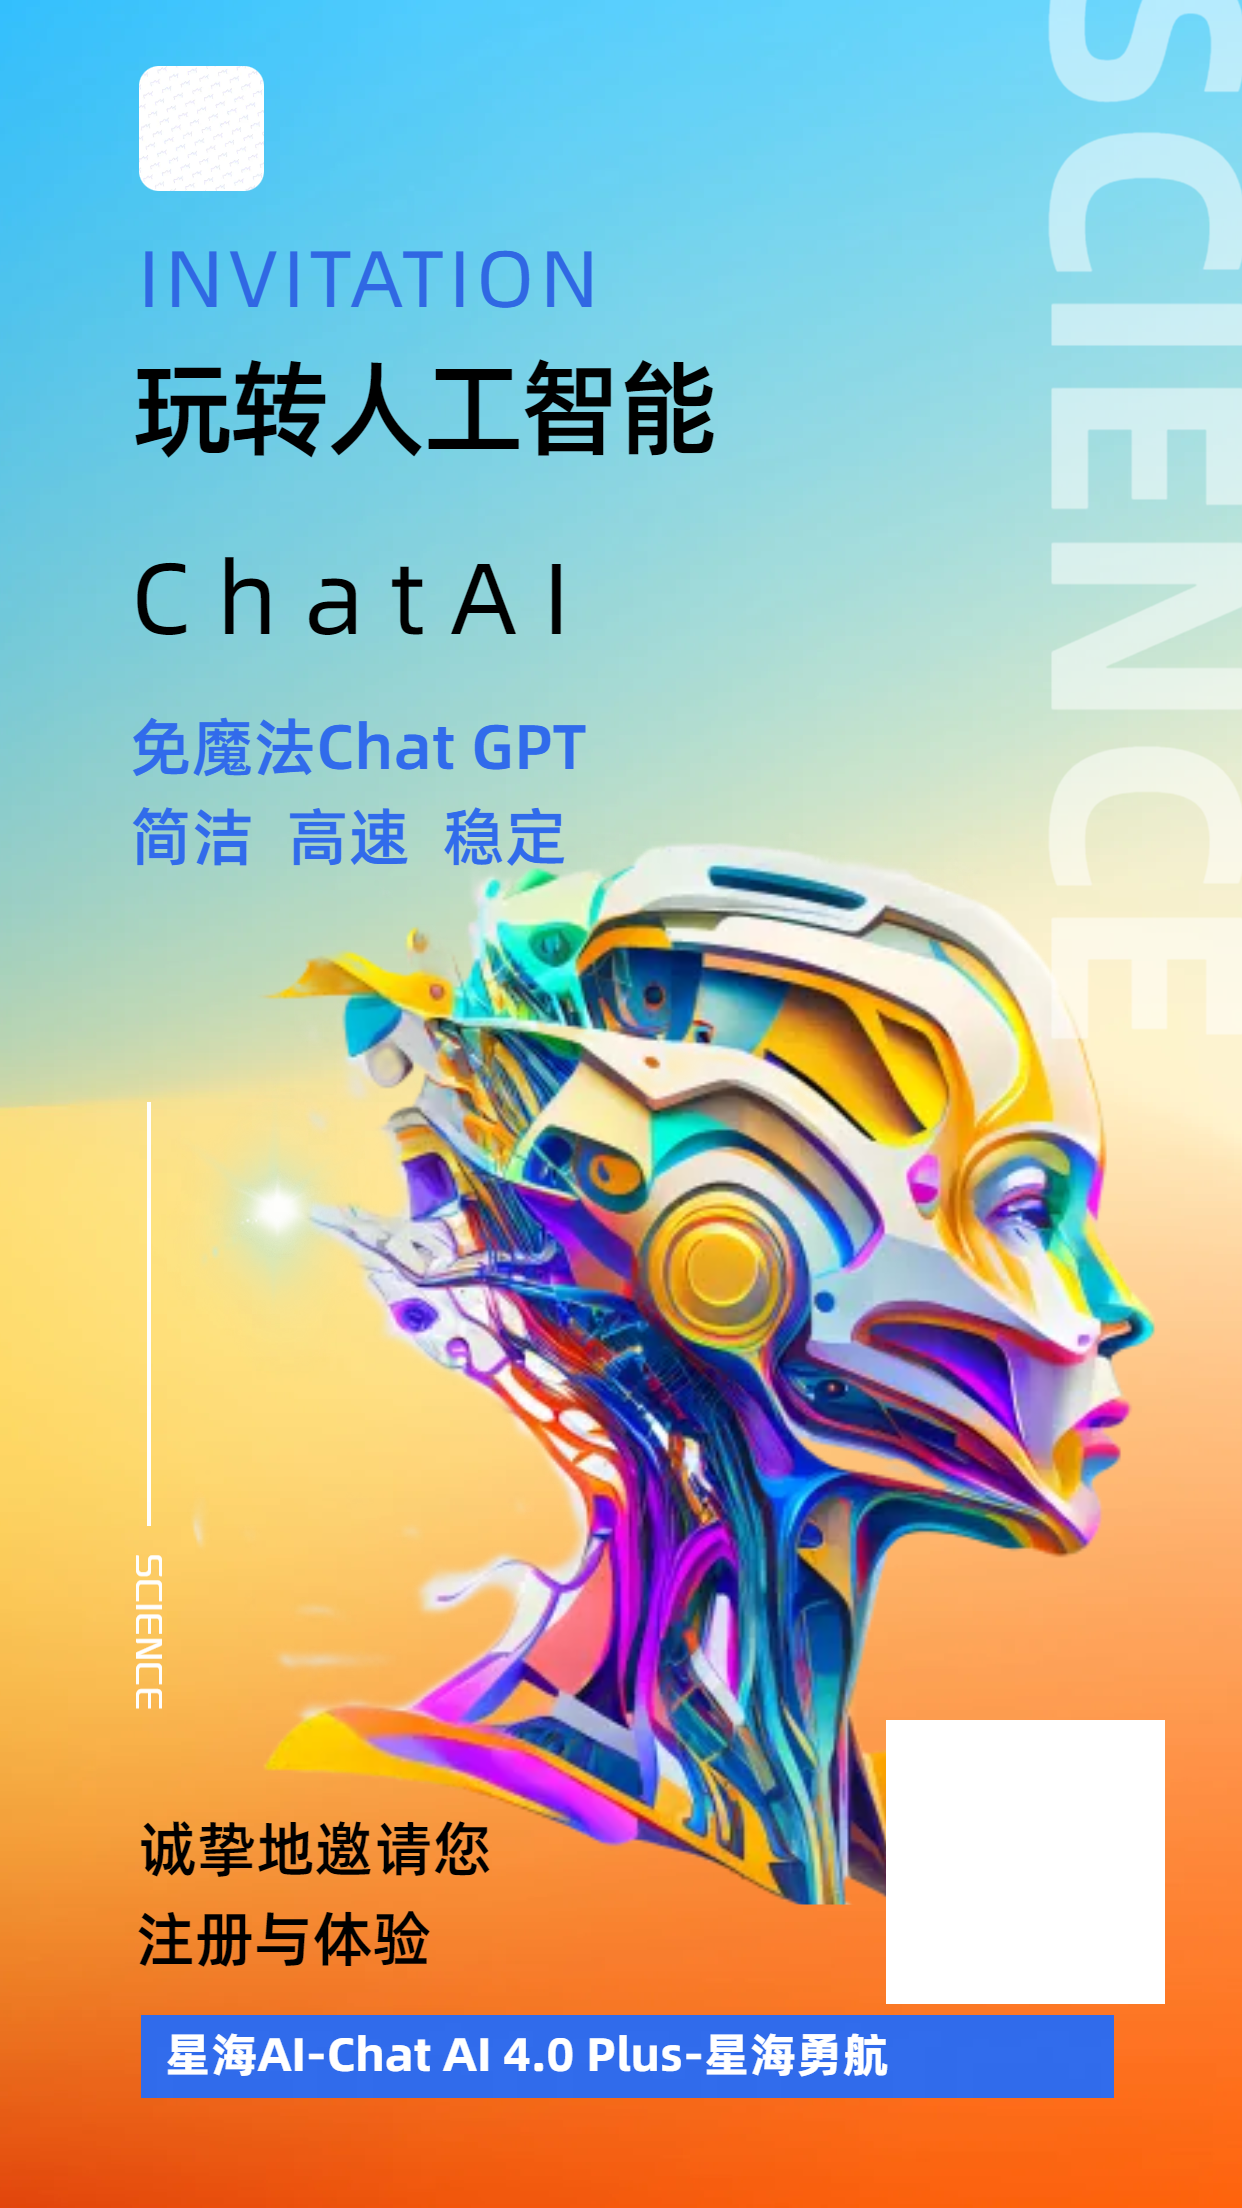 SCIENCE
INVITATION
玩转人工智能
ChatAI
免魔法Chat GPT
简洁 高速 稳定
SCIENCE
诚挚地邀请您
注册与体验
星海AI-Chat AI 4.0 Plus-星海勇航